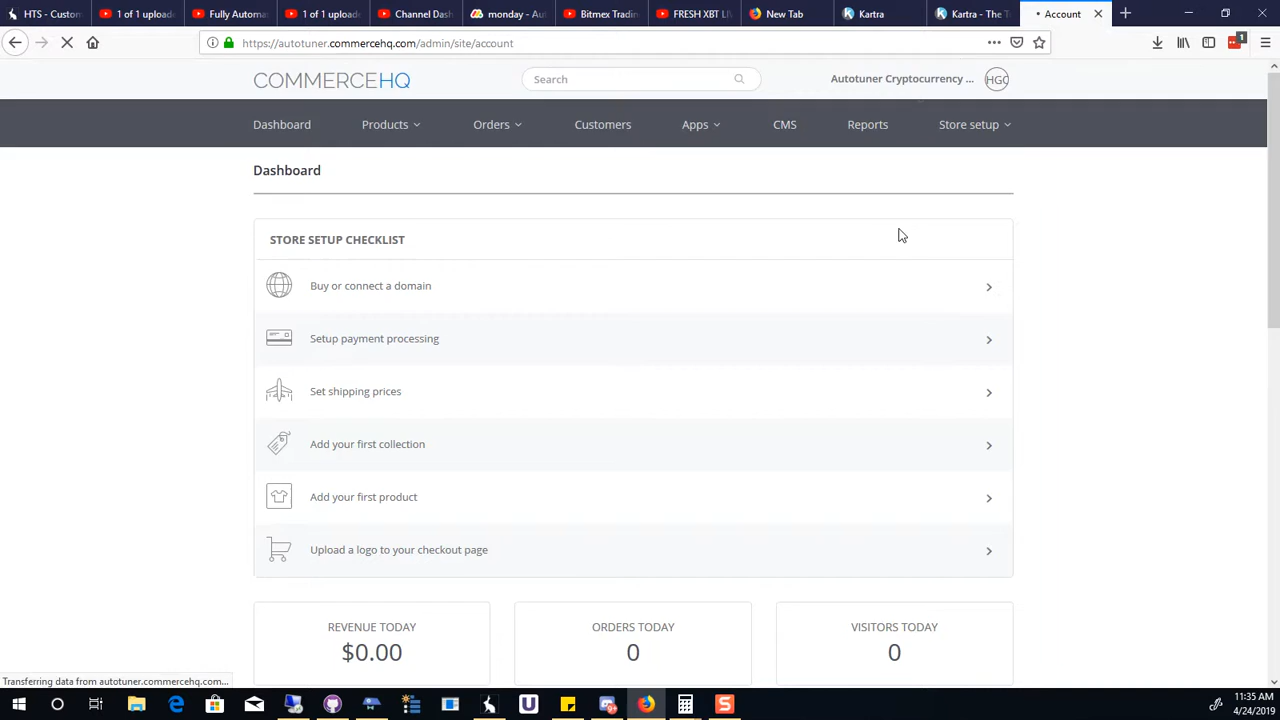 HTS - Custom
1 of 1 upload
Fully Automa
1 of 1 upload
Channel Dash
monday - Au
Bitmex Tradin
FRESH XBT LI
New Tab
Kartra
Kartra - The
Account
https://autotuner.commercehq.com/admin/site/account
1
COMMERCEHQ
Search
Autotuner Cryptocurrency ...
HGC
Dashboard
Products
Orders
Customers
Apps
CMS
Reports
Store setup
Dashboard
STORE SETUP CHECKLIST
Buy or connect a domain
Setup payment processing
Set shipping prices
Add your first collection
Add your first product
Upload a logo to your checkout page
REVENUE TODAY
$0.00
ORDERS TODAY
0
VISITORS TODAY
0
Transferring data from autotuner.commercehq.com...
11:35 AM
4/24/2019